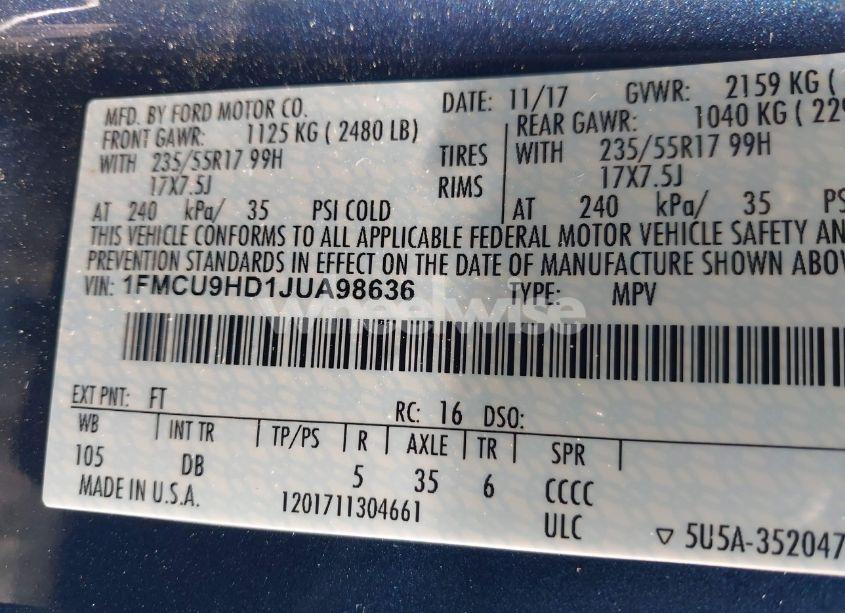 MFD. BY FORD MOTOR CO. DATE: 11/17 GVWR: 2159 KG (
FRONT GAWR: 1125 KG ( 2480 LB) REAR GAWR: 1040 KG ( 229
WITH 235/55R17 99H TIRES WITH 235/55R17 99H
17X7.5J RIMS 17X7.5J
AT 240 kPa/ 35 PSI COLD AT 240 kPa/ 35 PS
THIS VEHICLE CONFORMS TO ALL APPLICABLE FEDERAL MOTOR VEHICLE SAFETY AN
PREVENTION STANDARDS IN EFFECT ON THE DATE OF MANUFACTURE SHOWN ABOV
VIN: 1FMCU9HD1JUA98636 TYPE: MPV
wheelwise
EXT PNT: FT RC: 16 DSO:
WB INT TR TP/PS R AXLE TR SPR
105 DB 5 35 6 CCCC
MADE IN U.S.A. 1201711304661 ULC 5U5A-352047